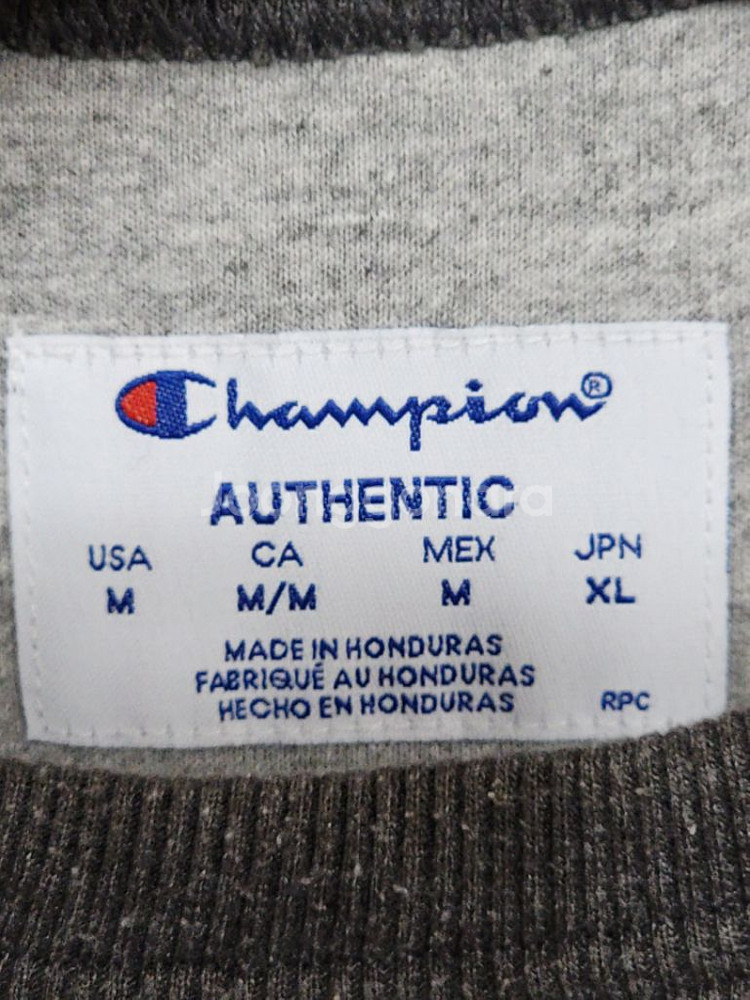 Champion®
AUTHENTIC
USA CA MEX JPN
M M/M M XL
MADE IN HONDURAS
FABRIQUÉ AU HONDURAS
HECHO EN HONDURAS RPC